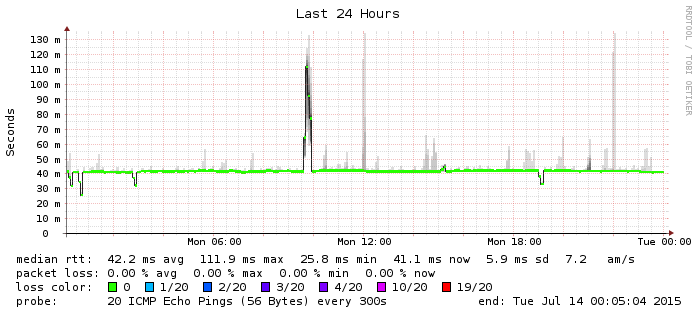 Last 24 Hours
RRDTOOL / TOBI OETIKER
Seconds
130 m
120 m
110 m
100 m
90 m
80 m
70 m
60 m
50 m
40 m
30 m
20 m
10 m
0
Mon 06:00 Mon 12:00 Mon 18:00 Tue 00:00
median rtt: 42.2 ms avg 111.9 ms max 25.8 ms min 41.1 ms now 5.9 ms sd 7.2 am/s
packet loss: 0.00 % avg 0.00 % max 0.00 % min 0.00 % now
loss color: 0 1/20 2/20 3/20 4/20 10/20 19/20
probe: 20 ICMP Echo Pings (56 Bytes) every 300s end: Tue Jul 14 00:05:04 2015